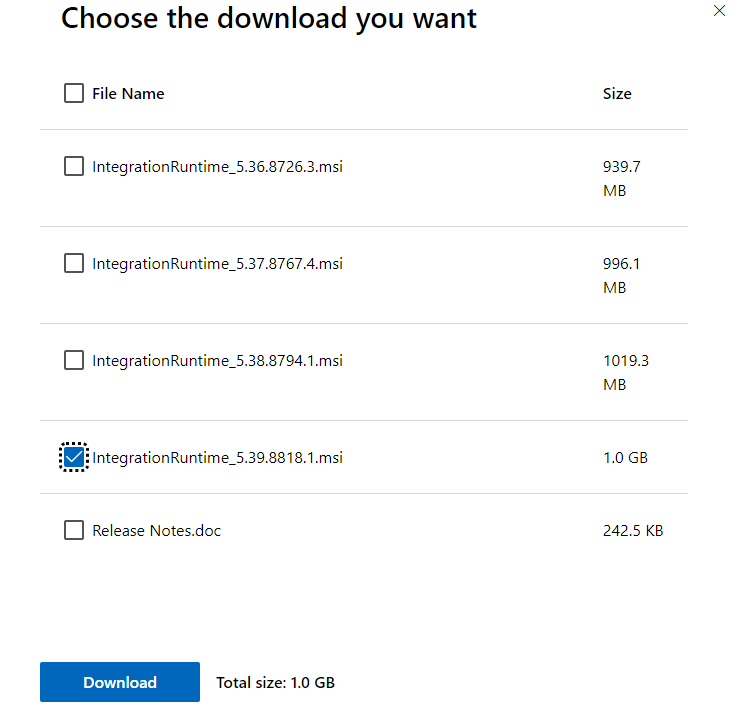 Choose the download you want
File Name Size
IntegrationRuntime_5.36.8726.3.msi 939.7
MB
IntegrationRuntime_5.37.8767.4.msi 996.1
MB
IntegrationRuntime_5.38.8794.1.msi 1019.3
MB
IntegrationRuntime_5.39.8818.1.msi 1.0 GB
Release Notes.doc 242.5 KB
Download Total size: 1.0 GB